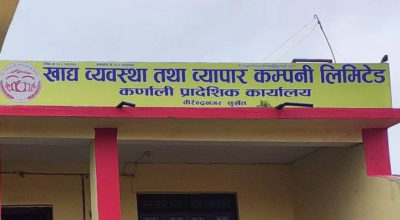 खाद्य व्यवस्था तथा व्यापार कम्पनी लिमिटेड
कर्णाली प्रादेशिक कार्यालय
वीरेन्द्रनगर सुर्खेत